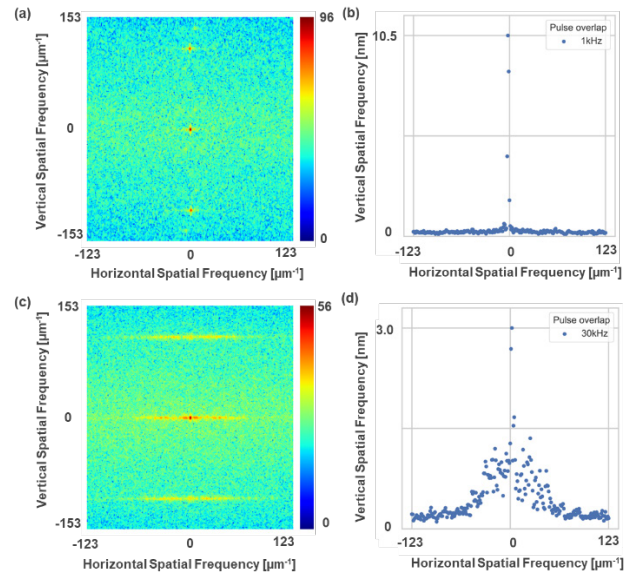 (a)
153
Vertical Spatial Frequency [µm⁻¹]
0
-153
-123
0
123
Horizontal Spatial Frequency [µm⁻¹]
96
0
(b)
10.5
Vertical Spatial Frequency [nm]
0
-123
0
123
Horizontal Spatial Frequency [µm⁻¹]
Pulse overlap
1kHz
(c)
153
Vertical Spatial Frequency [µm⁻¹]
0
-153
-123
0
123
Horizontal Spatial Frequency [µm⁻¹]
56
0
(d)
3.0
Vertical Spatial Frequency [nm]
0
-123
0
123
Horizontal Spatial Frequency [µm⁻¹]
Pulse overlap
30kHz